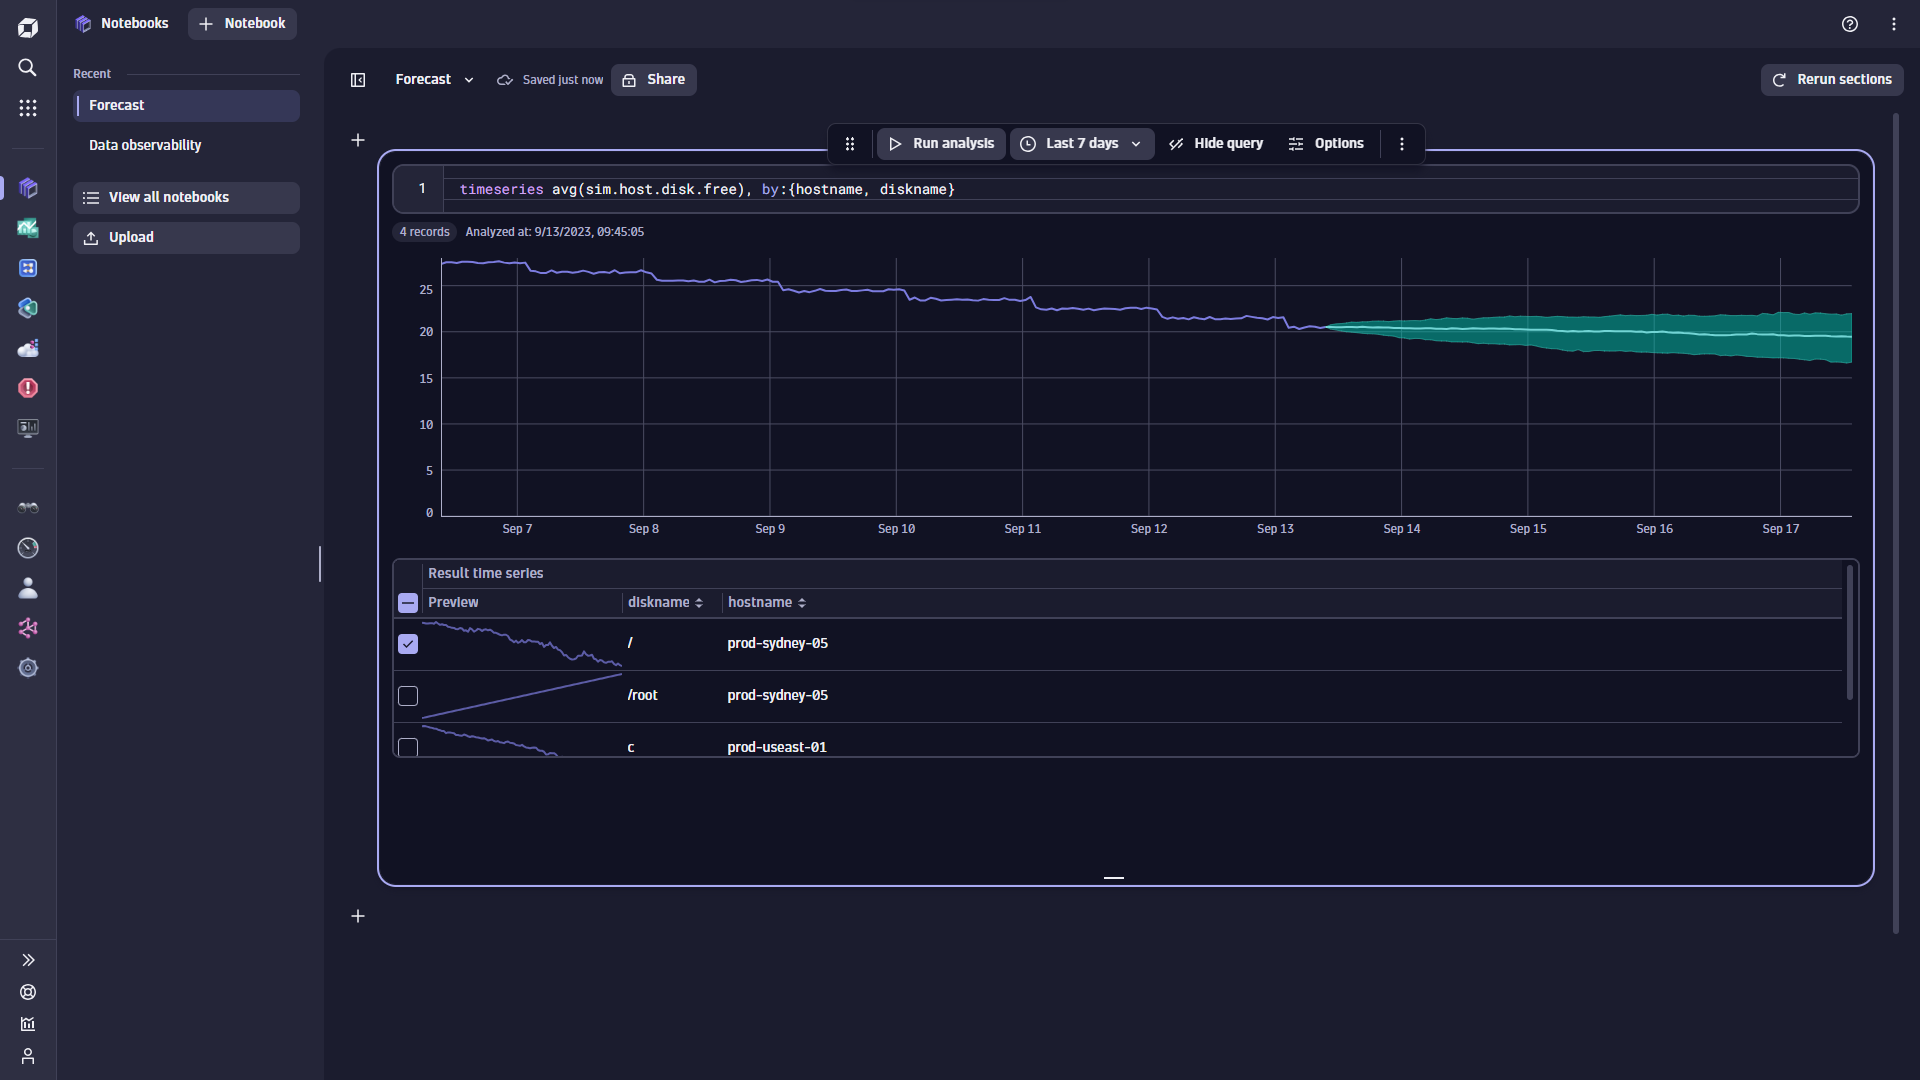 Notebooks
Notebook
Recent
Forecast
Data observability
View all notebooks
Upload
Forecast
Saved just now
Share
Rerun sections
Run analysis
Last 7 days
Hide query
Options
1 timeseries avg(sim.host.disk.free), by:{hostname, diskname}
4 records Analyzed at: 9/13/2023, 09:45:05
25
20
15
10
5
0
Sep 7 Sep 8 Sep 9 Sep 10 Sep 11 Sep 12 Sep 13 Sep 14 Sep 15 Sep 16 Sep 17
Result time series
Preview diskname hostname
/ prod-sydney-05
/root prod-sydney-05
c prod-useast-01